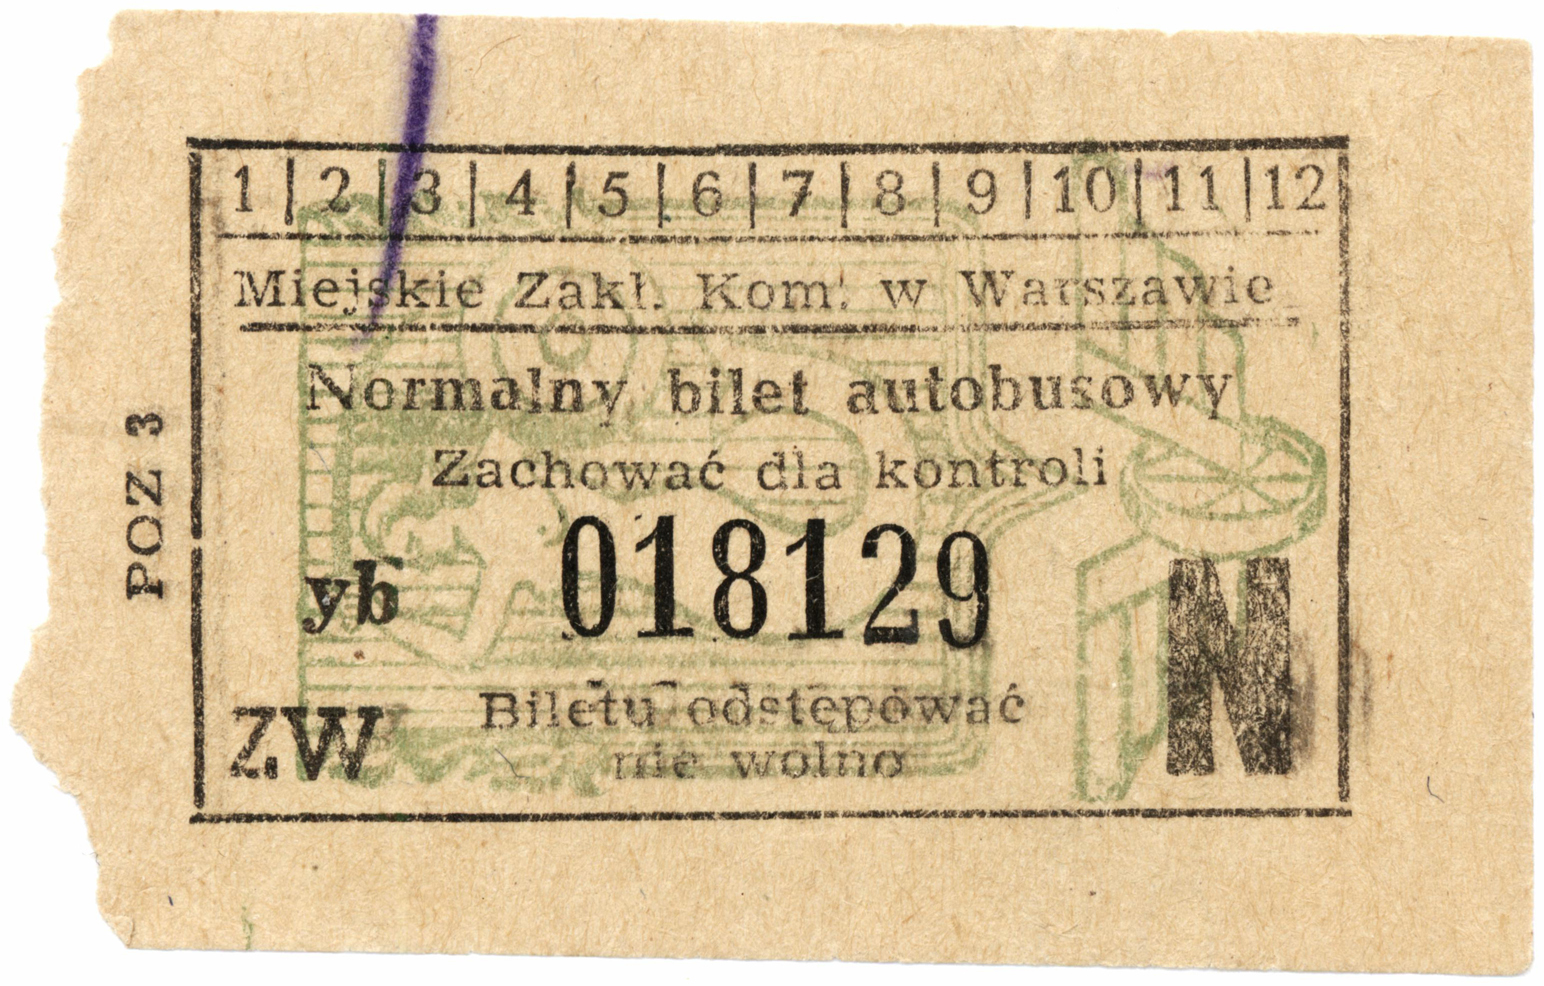 1 | 2 | 3 | 4 | 5 | 6 | 7 | 8 | 9 | 10 | 11 | 12
Miejskie Zakł. Kom. w Warszawie
Normalny bilet autobusowy
Zachować dla kontroli
yb 018129
ZW
Biletu odstępować
nie wolno
N
POZ 3